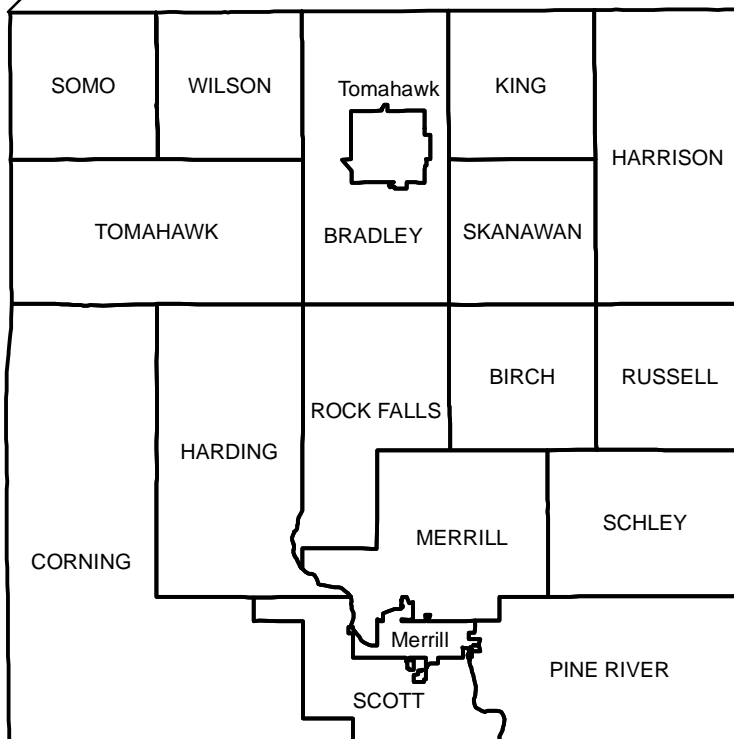 SOMO
WILSON
Tomahawk
KING
HARRISON
TOMAHAWK
BRADLEY
SKANAWAN
BIRCH
RUSSELL
ROCK FALLS
HARDING
MERRILL
SCHLEY
CORNING
Merrill
PINE RIVER
SCOTT